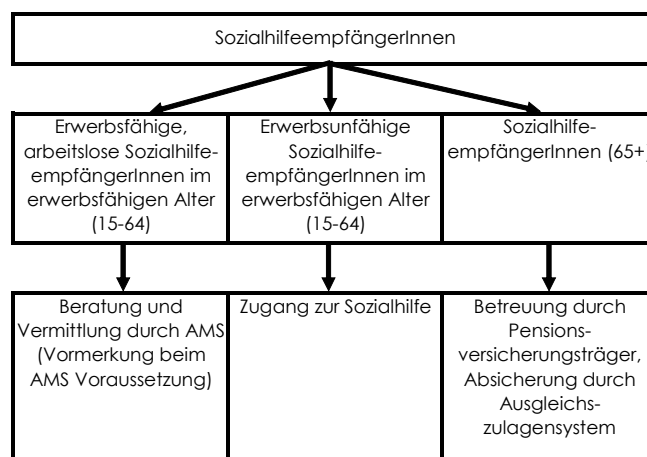 SozialhilfeempfängerInnen
Erwerbsfähige,
arbeitslose Sozialhilfe-
empfängerInnen im
erwerbsfähigen Alter
(15-64)
Erwerbsunfähige
Sozialhilfe-
empfängerInnen im
erwerbsfähigen Alter
(15-64)
Sozialhilfe-
empfängerInnen (65+)
Beratung und
Vermittlung durch AMS
(Vormerkung beim
AMS Voraussetzung)
Zugang zur Sozialhilfe
Betreuung durch
Pensions-
versicherungsträger,
Absicherung durch
Ausgleichs-
zulagensystem